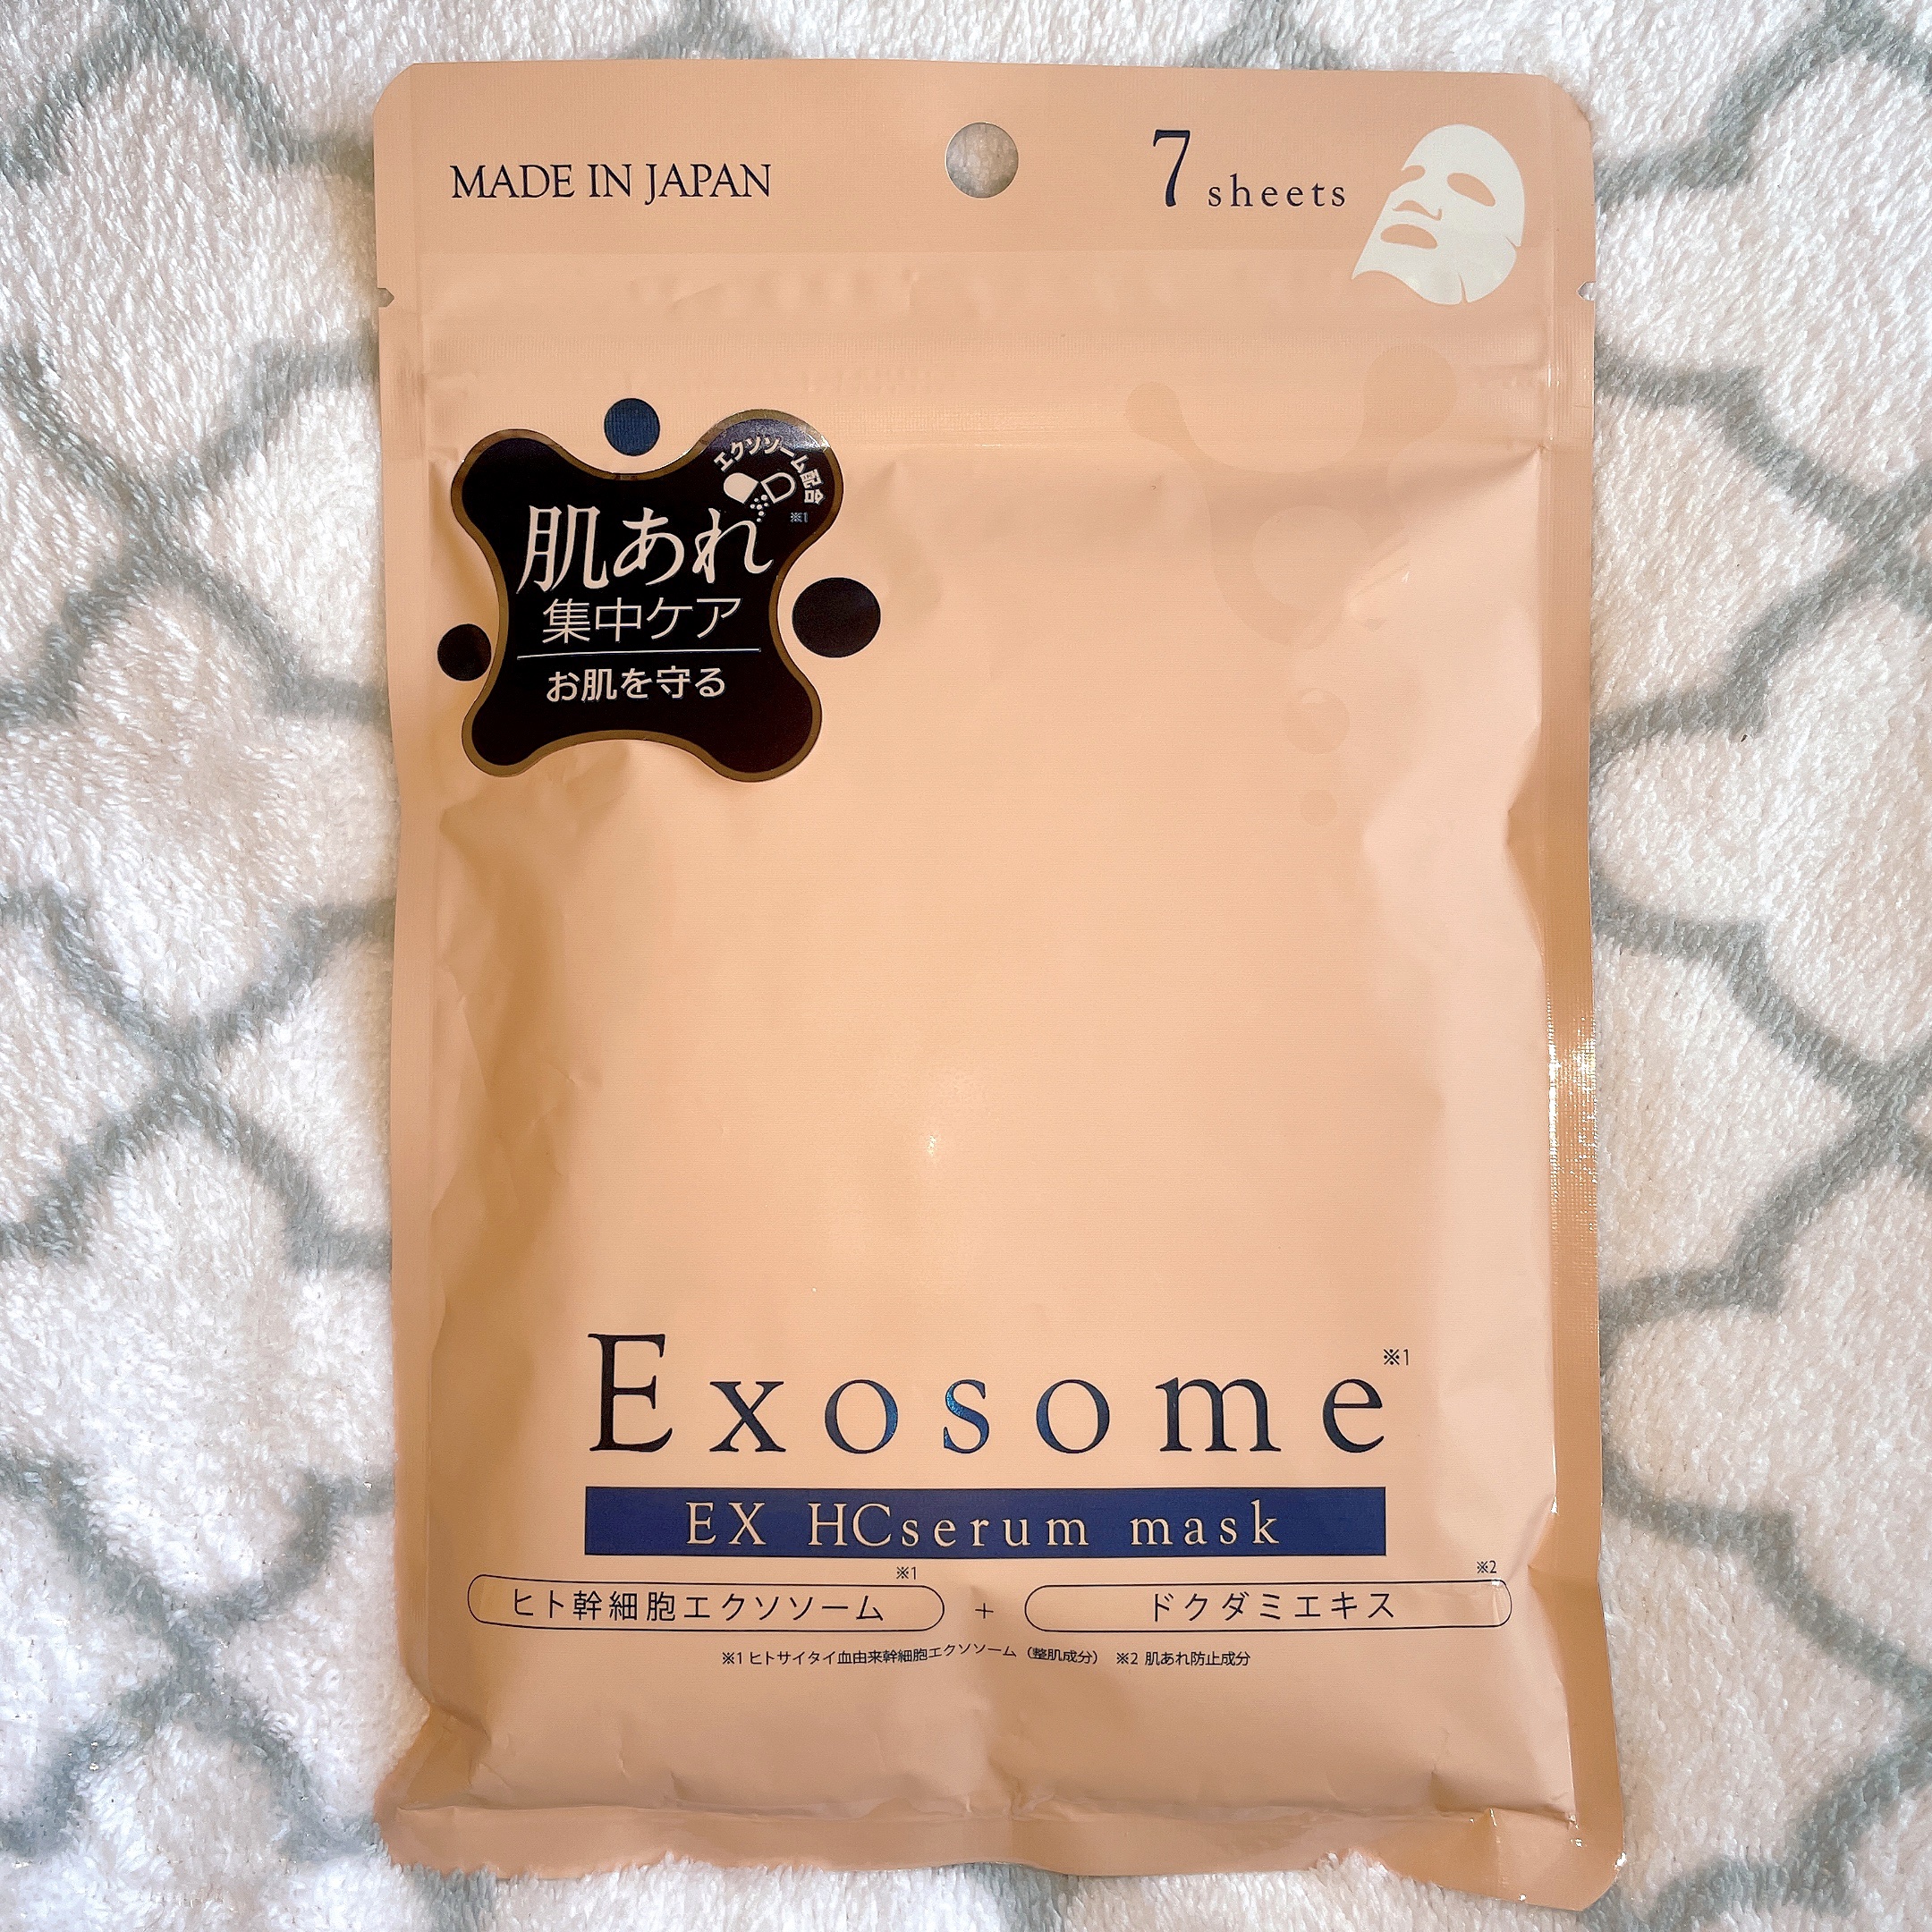 MADE IN JAPAN
7 sheets
エクソソーム配合
※1
肌あれ
集中ケア
お肌を守る
Exosome※1
EX HCserum mask
ヒト幹細胞エクソソーム※1 + ドクダミエキス※2
※1 ヒトサイタイ血由来幹細胞エクソソーム（整肌成分） ※2 肌あれ防止成分